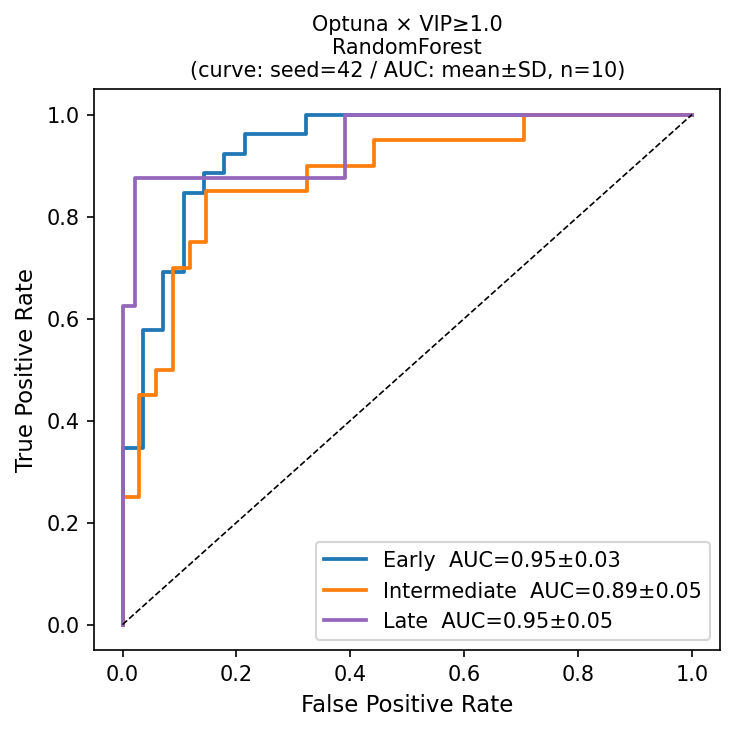 Optuna × VIP≥1.0
RandomForest
(curve: seed=42 / AUC: mean±SD, n=10)
True Positive Rate
1.0
0.8
0.6
0.4
0.2
0.0
Early AUC=0.95±0.03
Intermediate AUC=0.89±0.05
Late AUC=0.95±0.05
0.0 0.2 0.4 0.6 0.8 1.0
False Positive Rate